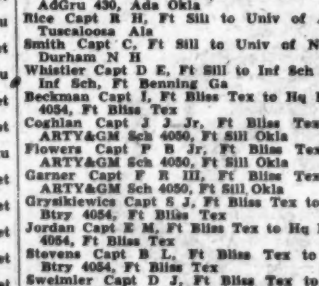 AdGru 430, Ada Okla
Rice Capt R H, Ft Sill to Univ of
Tuscaloosa Ala
Smith Capt C, Ft Sill to Univ of N
Durham N H
Whistler Capt D E, Ft Sill to Inf Sch
Inf Sch, Ft Benning Ga
Beckman Capt I, Ft Bliss Tex to Hq
4054, Ft Bliss Tex
Coghlan Capt J J Jr, Ft Bliss Tex
ARTY&GM Sch 4050, Ft Sill Okla
Flowers Capt P B Jr, Ft Bliss Tex
ARTY&GM Sch 4050, Ft Sill Okla
Garner Capt F R III, Ft Bliss Tex
ARTY&GM Sch 4050, Ft Sill Okla
Grysikiewics Capt S J, Ft Bliss Tex to
Btry 4054, Ft Bliss Tex
Jordan Capt E M, Ft Bliss Tex to Hq
4054, Ft Bliss Tex
Stevens Capt B L, Ft Bliss Tex to
Btry 4054, Ft Bliss Tex
Sweimler Capt D J, Ft Bliss Tex to